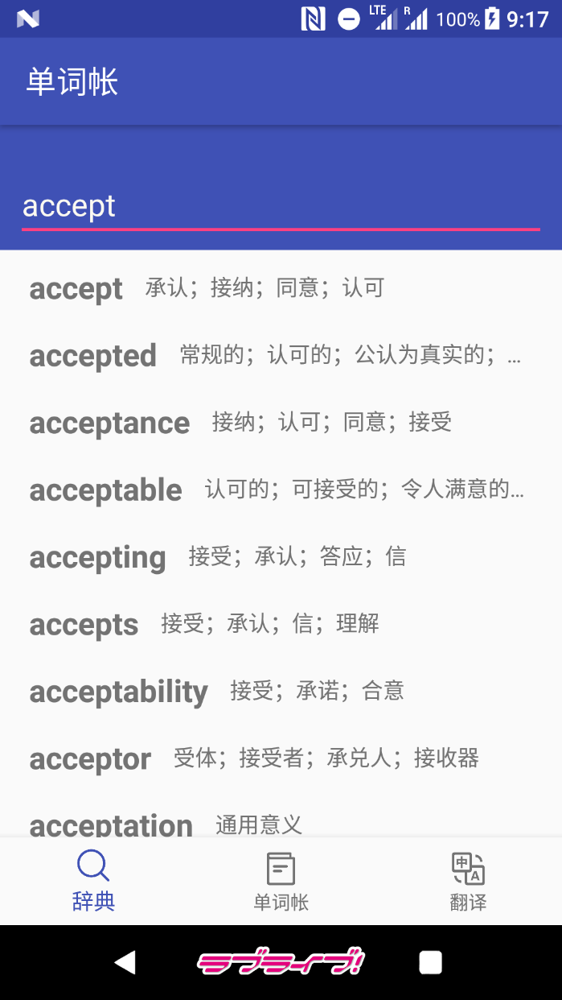 LTE R 100% 9:17
单词帐
accept
accept 承认；接纳；同意；认可
accepted 常规的；认可的；公认为真实的；...
acceptance 接纳；认可；同意；接受
acceptable 认可的；可接受的；令人满意的...
accepting 接受；承认；答应；信
accepts 接受；承认；信；理解
acceptability 接受；承诺；合意
acceptor 受体；接受者；承兑人；接收器
acceptation 通用意义
中 A
辞典 单词帐 翻译
ラブライブ!